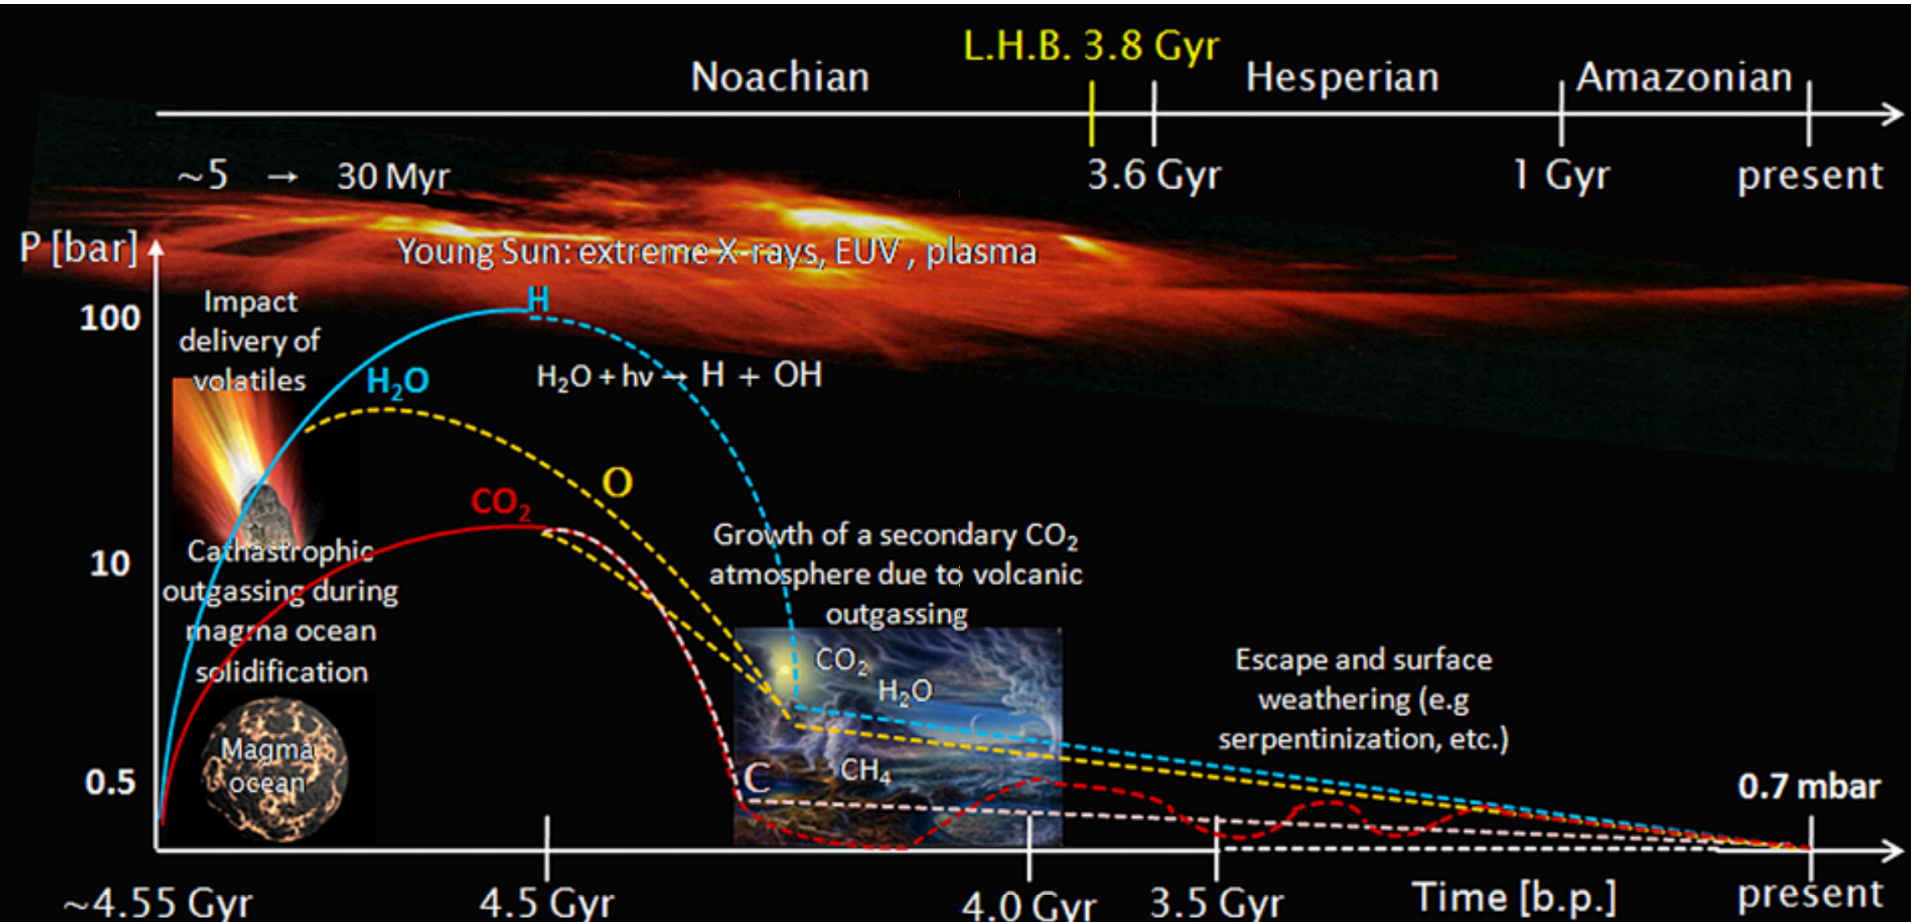 L.H.B. 3.8 Gyr
Noachian
Hesperian
Amazonian
~5 → 30 Myr
3.6 Gyr
1 Gyr
present
P [bar]
Young Sun: extreme X-rays, EUV , plasma
100
Impact
delivery of
volatiles
H
H₂O
H₂O + hν → H + OH
O
CO₂
10
Cathastrophic
outgassing during
magma ocean
solidification
Growth of a secondary CO₂
atmosphere due to volcanic
outgassing
CO₂
H₂O
CH₄
C
Escape and surface
weathering (e.g
serpentinization, etc.)
Magma
ocean
0.5
0.7 mbar
~4.55 Gyr
4.5 Gyr
4.0 Gyr
3.5 Gyr
Time [b.p.]
present